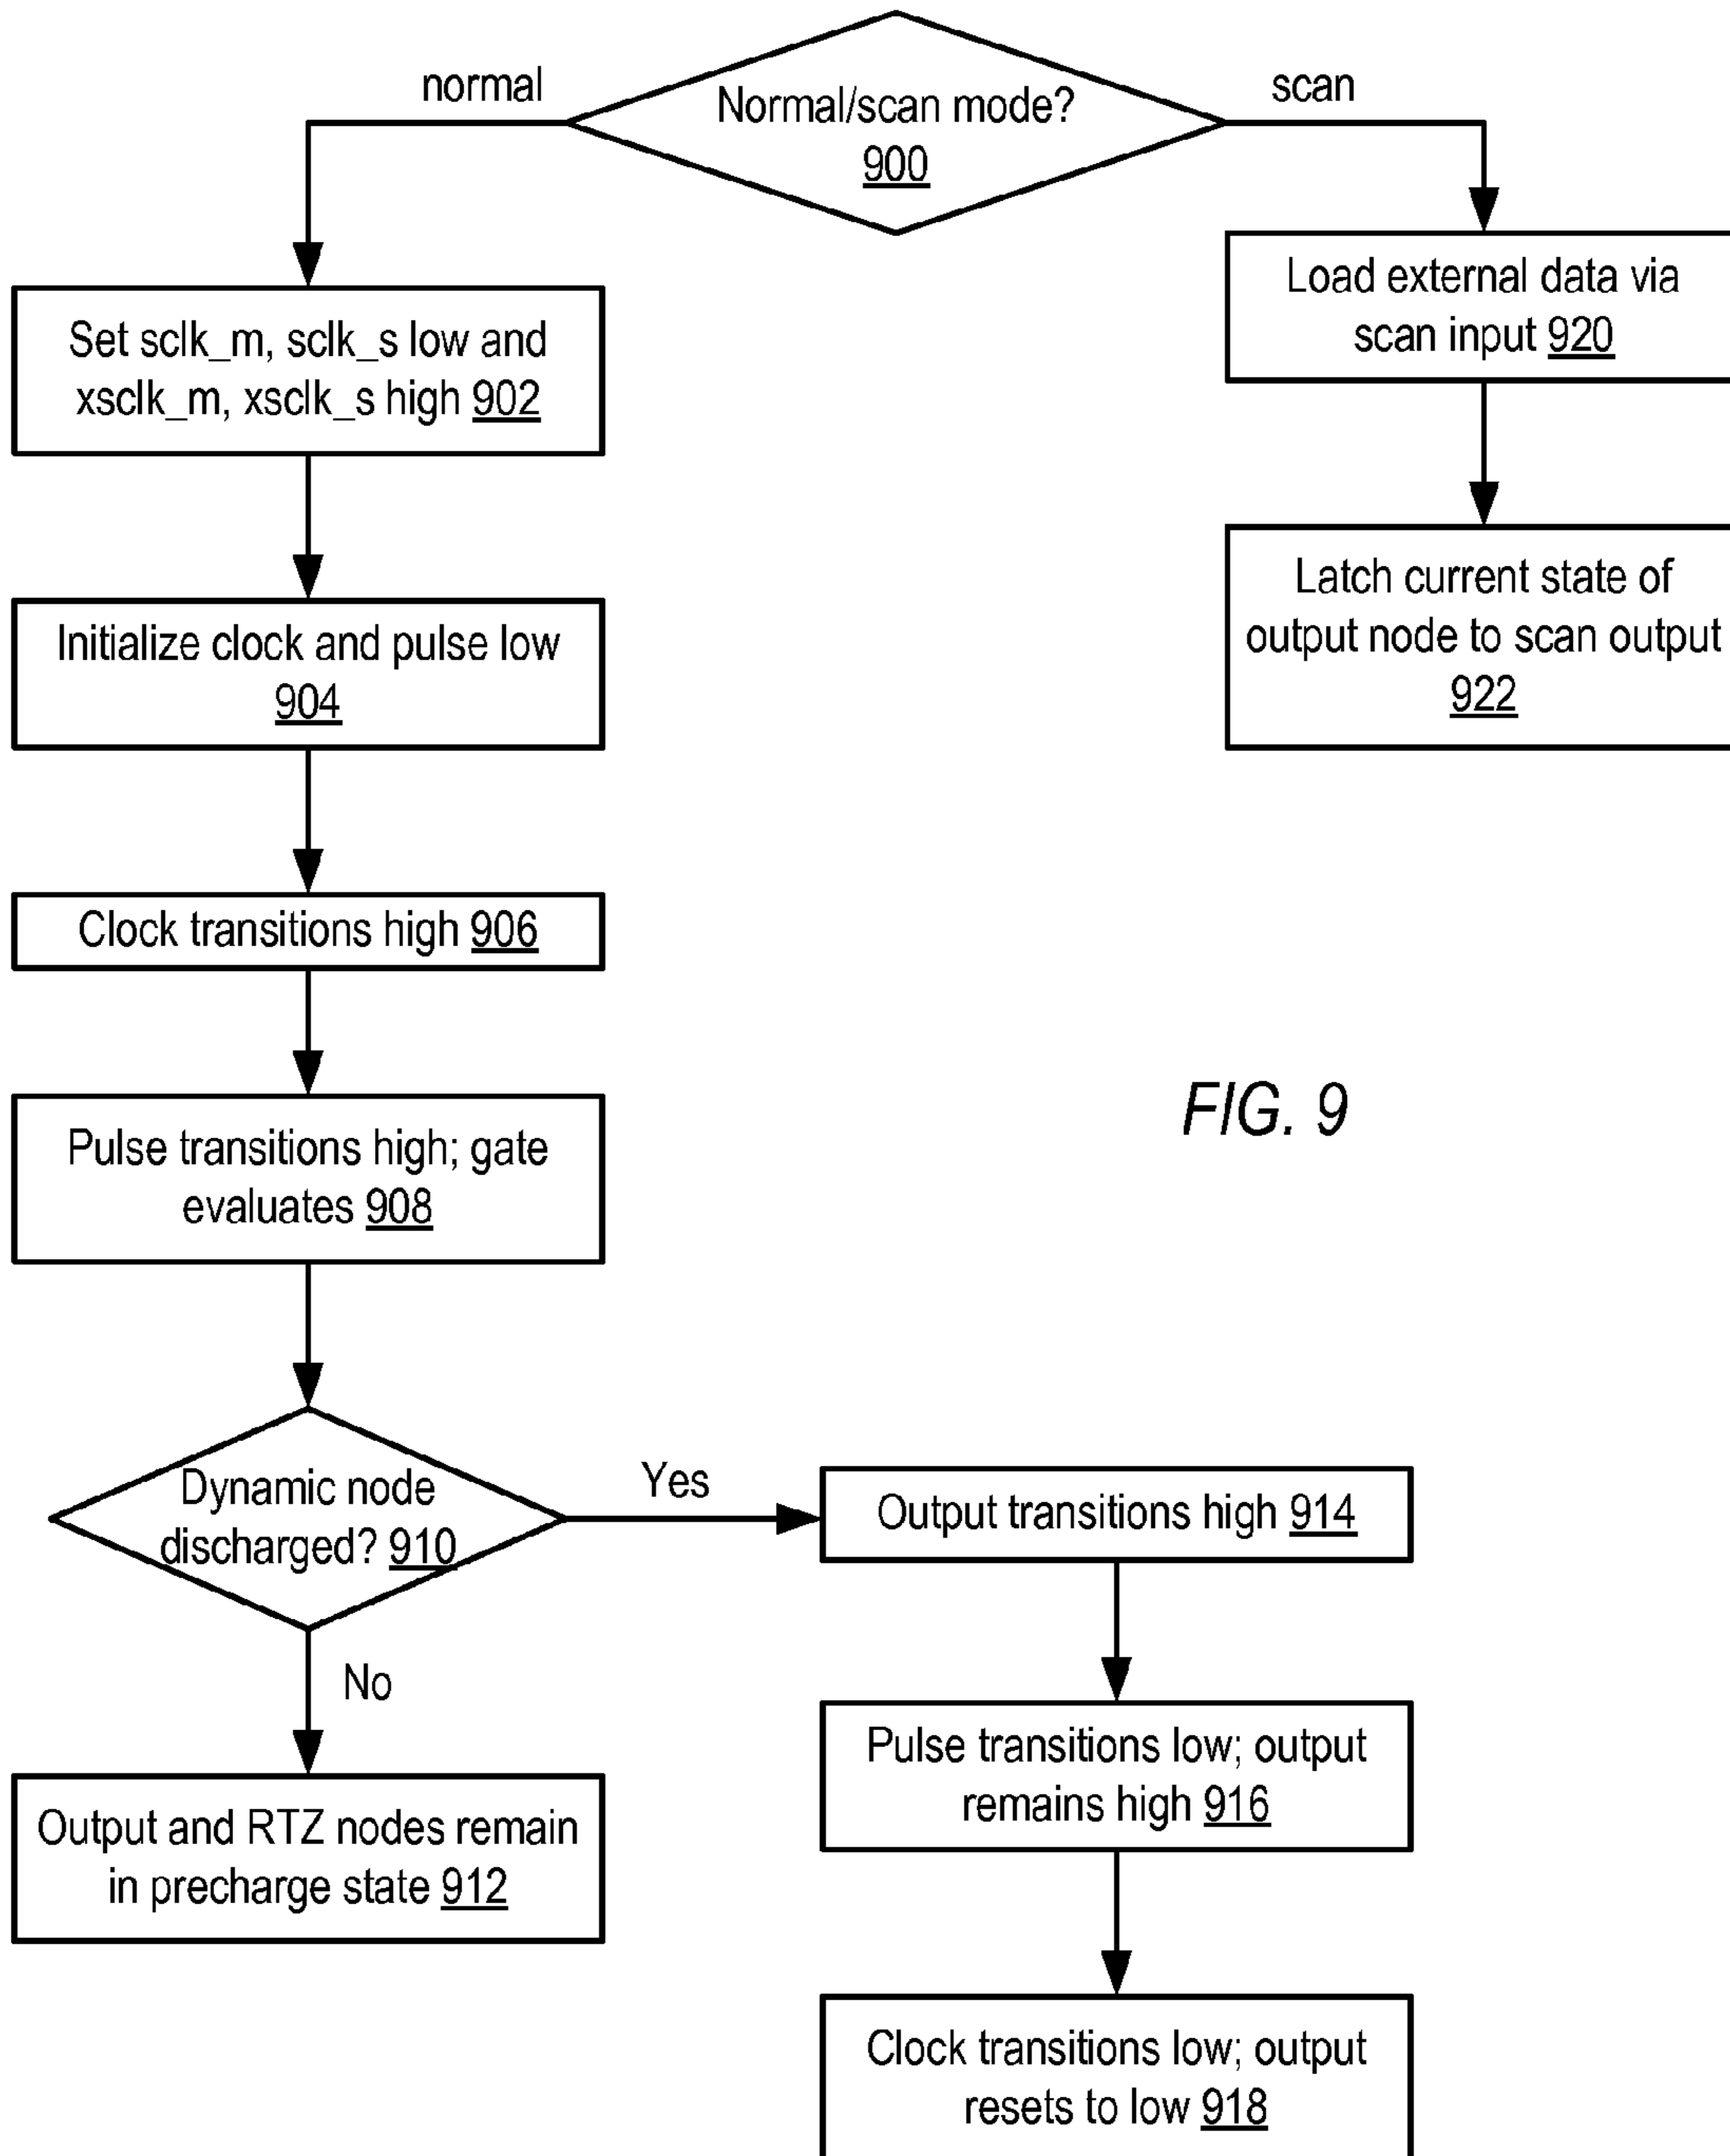 normal
Normal/scan mode?
900
scan
Set sclk_m, sclk_s low and
xsclk_m, xsclk_s high 902
Load external data via
scan input 920
Initialize clock and pulse low
904
Latch current state of
output node to scan output
922
Clock transitions high 906
Pulse transitions high; gate
evaluates 908
FIG. 9
Dynamic node
discharged? 910
Yes
Output transitions high 914
No
Pulse transitions low; output
remains high 916
Output and RTZ nodes remain
in precharge state 912
Clock transitions low; output
resets to low 918